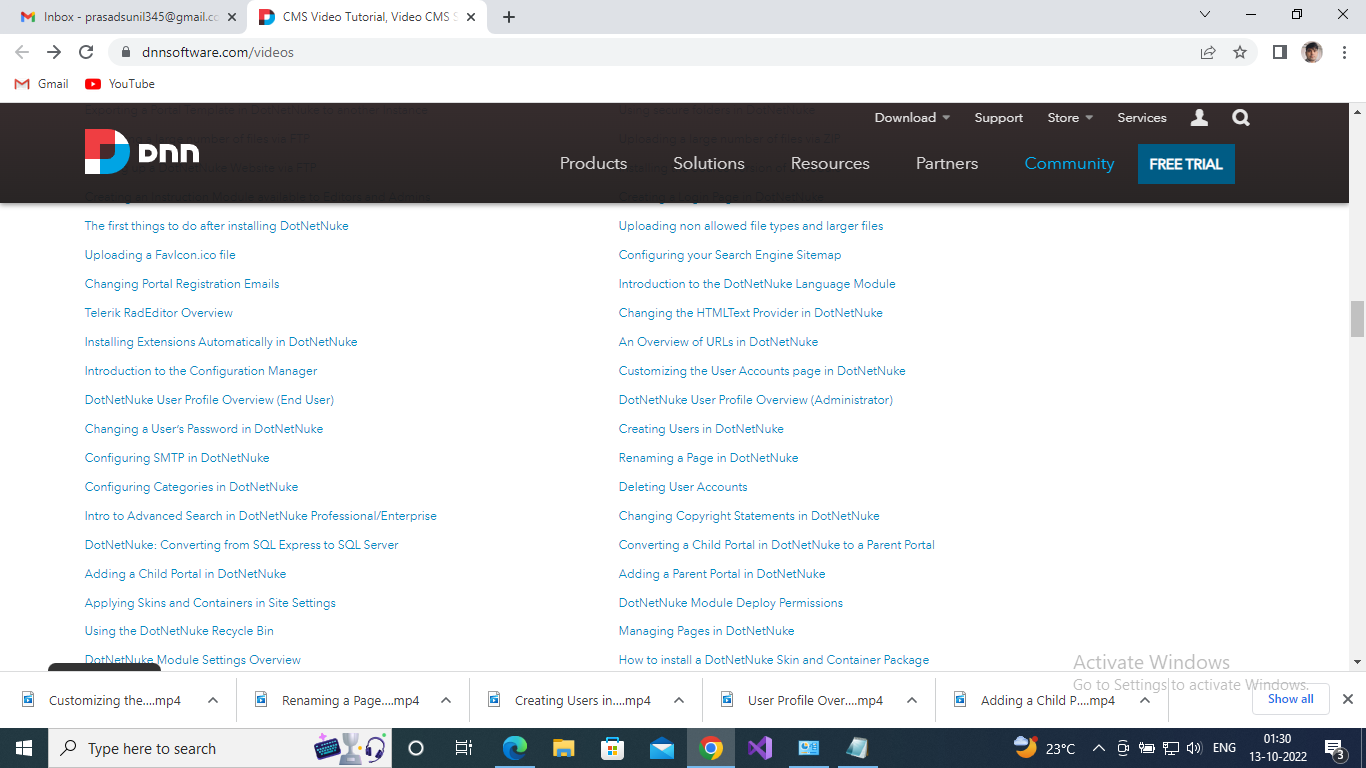 Inbox - prasadsunil345@gmail.cc
CMS Video Tutorial, Video CMS S
dnnsoftware.com/videos
Gmail
YouTube
Download
Support
Store
Services
DNN
Products
Solutions
Resources
Partners
Community
FREE TRIAL
The first things to do after installing DotNetNuke
Uploading non allowed file types and larger files
Uploading a FavIcon.ico file
Configuring your Search Engine Sitemap
Changing Portal Registration Emails
Introduction to the DotNetNuke Language Module
Telerik RadEditor Overview
Changing the HTMLText Provider in DotNetNuke
Installing Extensions Automatically in DotNetNuke
An Overview of URLs in DotNetNuke
Introduction to the Configuration Manager
Customizing the User Accounts page in DotNetNuke
DotNetNuke User Profile Overview (End User)
DotNetNuke User Profile Overview (Administrator)
Changing a User's Password in DotNetNuke
Creating Users in DotNetNuke
Configuring SMTP in DotNetNuke
Renaming a Page in DotNetNuke
Configuring Categories in DotNetNuke
Deleting User Accounts
Intro to Advanced Search in DotNetNuke Professional/Enterprise
Changing Copyright Statements in DotNetNuke
DotNetNuke: Converting from SQL Express to SQL Server
Converting a Child Portal in DotNetNuke to a Parent Portal
Adding a Child Portal in DotNetNuke
Adding a Parent Portal in DotNetNuke
Applying Skins and Containers in Site Settings
DotNetNuke Module Deploy Permissions
Using the DotNetNuke Recycle Bin
Managing Pages in DotNetNuke
DotNetNuke Module Settings Overview
How to install a DotNetNuke Skin and Container Package
Activate Windows
Go to Settings to activate Windows.
Customizing the....mp4
Renaming a Page....mp4
Creating Users in....mp4
User Profile Over....mp4
Adding a Child P....mp4
Show all
Type here to search
23°C
ENG
01:30
13-10-2022
3